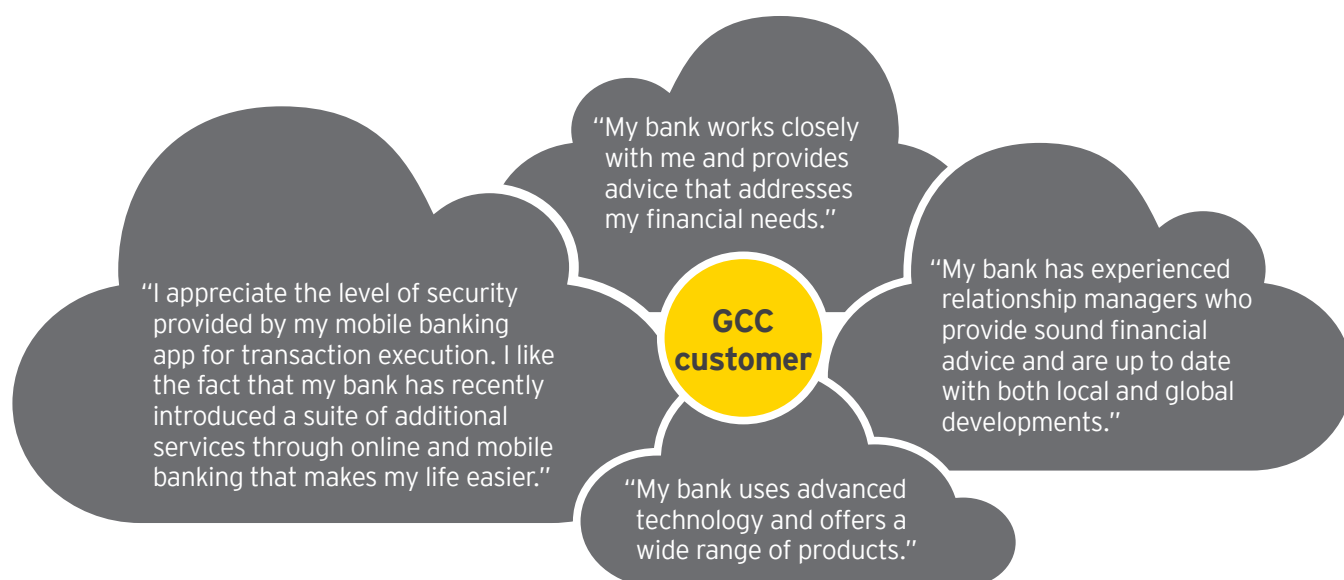 “My bank works closely
with me and provides
advice that addresses
my financial needs.”
“I appreciate the level of security
provided by my mobile banking
app for transaction execution. I like
the fact that my bank has recently
introduced a suite of additional
services through online and mobile
banking that makes my life easier.”
GCC
customer
“My bank has experienced
relationship managers who
provide sound financial
advice and are up to date
with both local and global
developments.”
“My bank uses advanced
technology and offers a
wide range of products.”